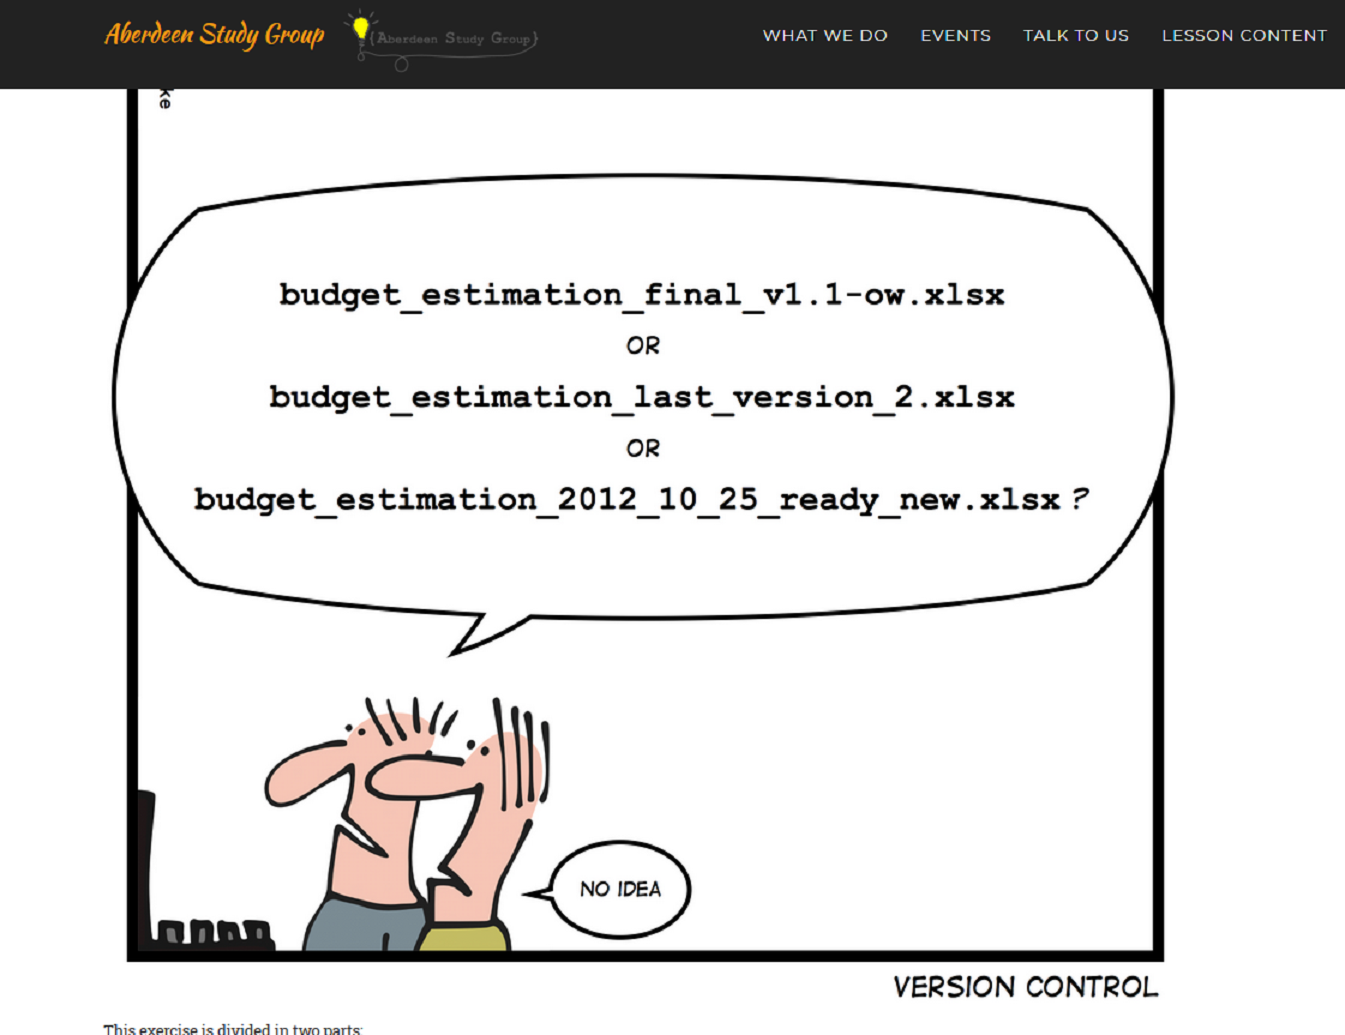 Aberdeen Study Group
{Aberdeen Study Group}
WHAT WE DO EVENTS TALK TO US LESSON CONTENT
ke
budget_estimation_final_v1.1-ow.xlsx
OR
budget_estimation_last_version_2.xlsx
OR
budget_estimation_2012_10_25_ready_new.xlsx?
NO IDEA
VERSION CONTROL
This exercise is divided in two parts: